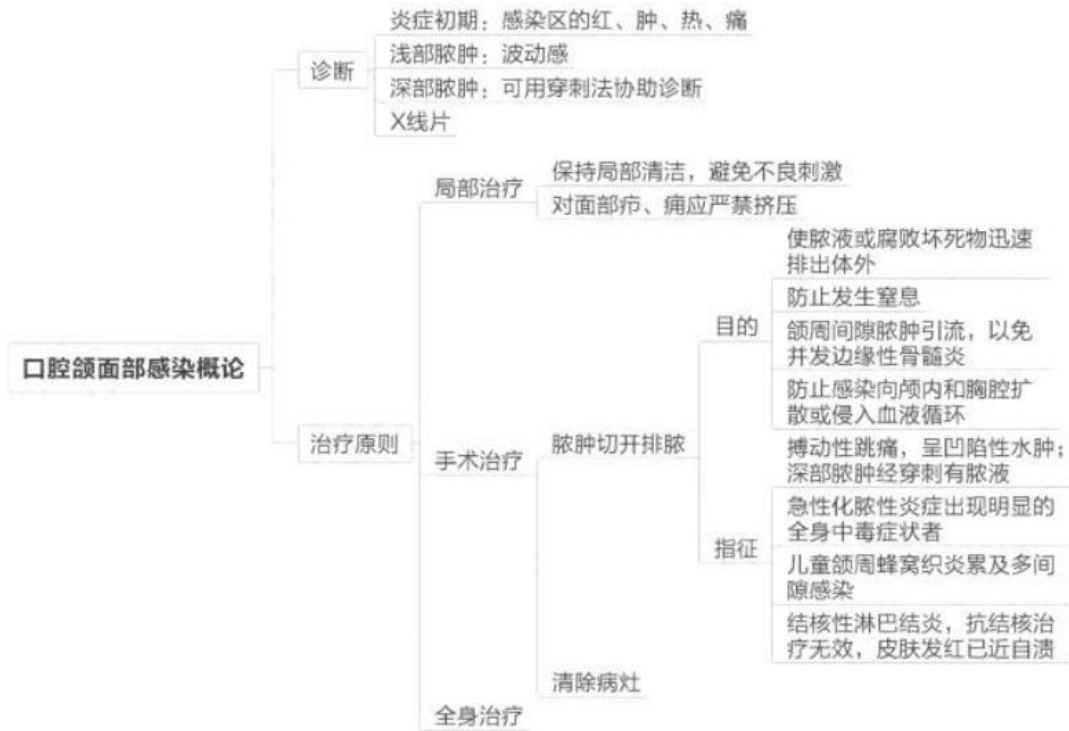 炎症初期：感染区的红、肿、热、痛
诊断
浅部脓肿：波动感
深部脓肿：可用穿刺法协助诊断
X线片
局部治疗
保持局部清洁，避免不良刺激
对面部疖、痈应严禁挤压
使脓液或腐败坏死物迅速
排出体外
防止发生窒息
目的
颌周间隙脓肿引流，以免
并发边缘性骨髓炎
防止感染向颅内和胸腔扩
散或侵入血液循环
口腔颌面部感染概论
治疗原则
手术治疗
脓肿切开排脓
搏动性跳痛，呈凹陷性水肿；
深部脓肿经穿刺有脓液
急性化脓性炎症出现明显的
全身中毒症状者
指征
儿童颌周蜂窝织炎累及多间
隙感染
结核性淋巴结炎，抗结核治
疗无效，皮肤发红已近自溃
清除病灶
全身治疗